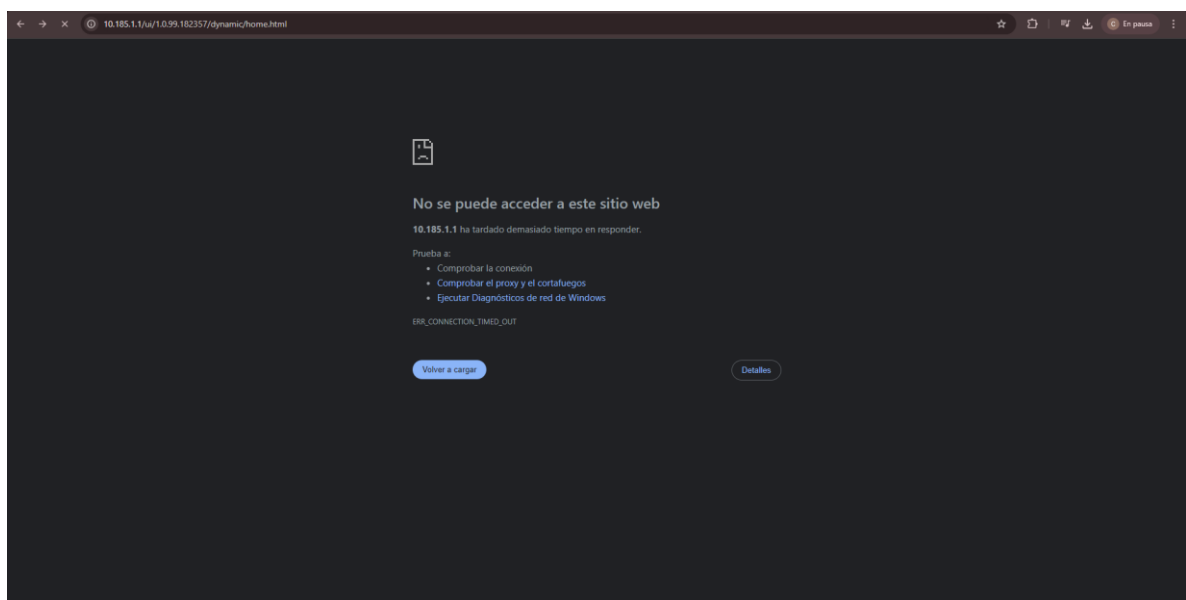 10.185.1.1/ui/1.0.99.182357/dynamic/home.html
C En pausa
No se puede acceder a este sitio web
10.185.1.1 ha tardado demasiado tiempo en responder.
Prueba a:
Comprobar la conexión
Comprobar el proxy y el cortafuegos
Ejecutar Diagnósticos de red de Windows
ERR_CONNECTION_TIMED_OUT
Volver a cargar
Detalles